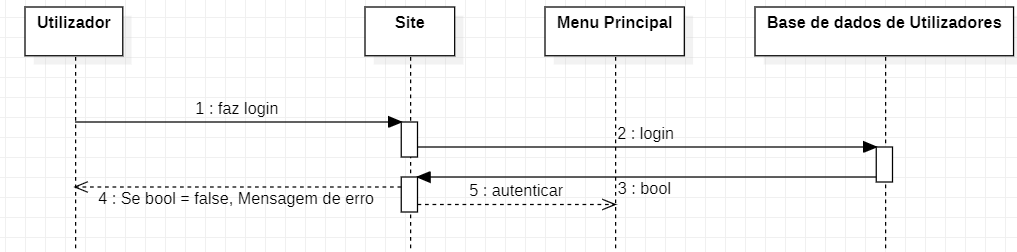 Utilizador
Site
Menu Principal
Base de dados de Utilizadores
1 : faz login
2 : login
5 : autenticar
3 : bool
4 : Se bool = false, Mensagem de erro